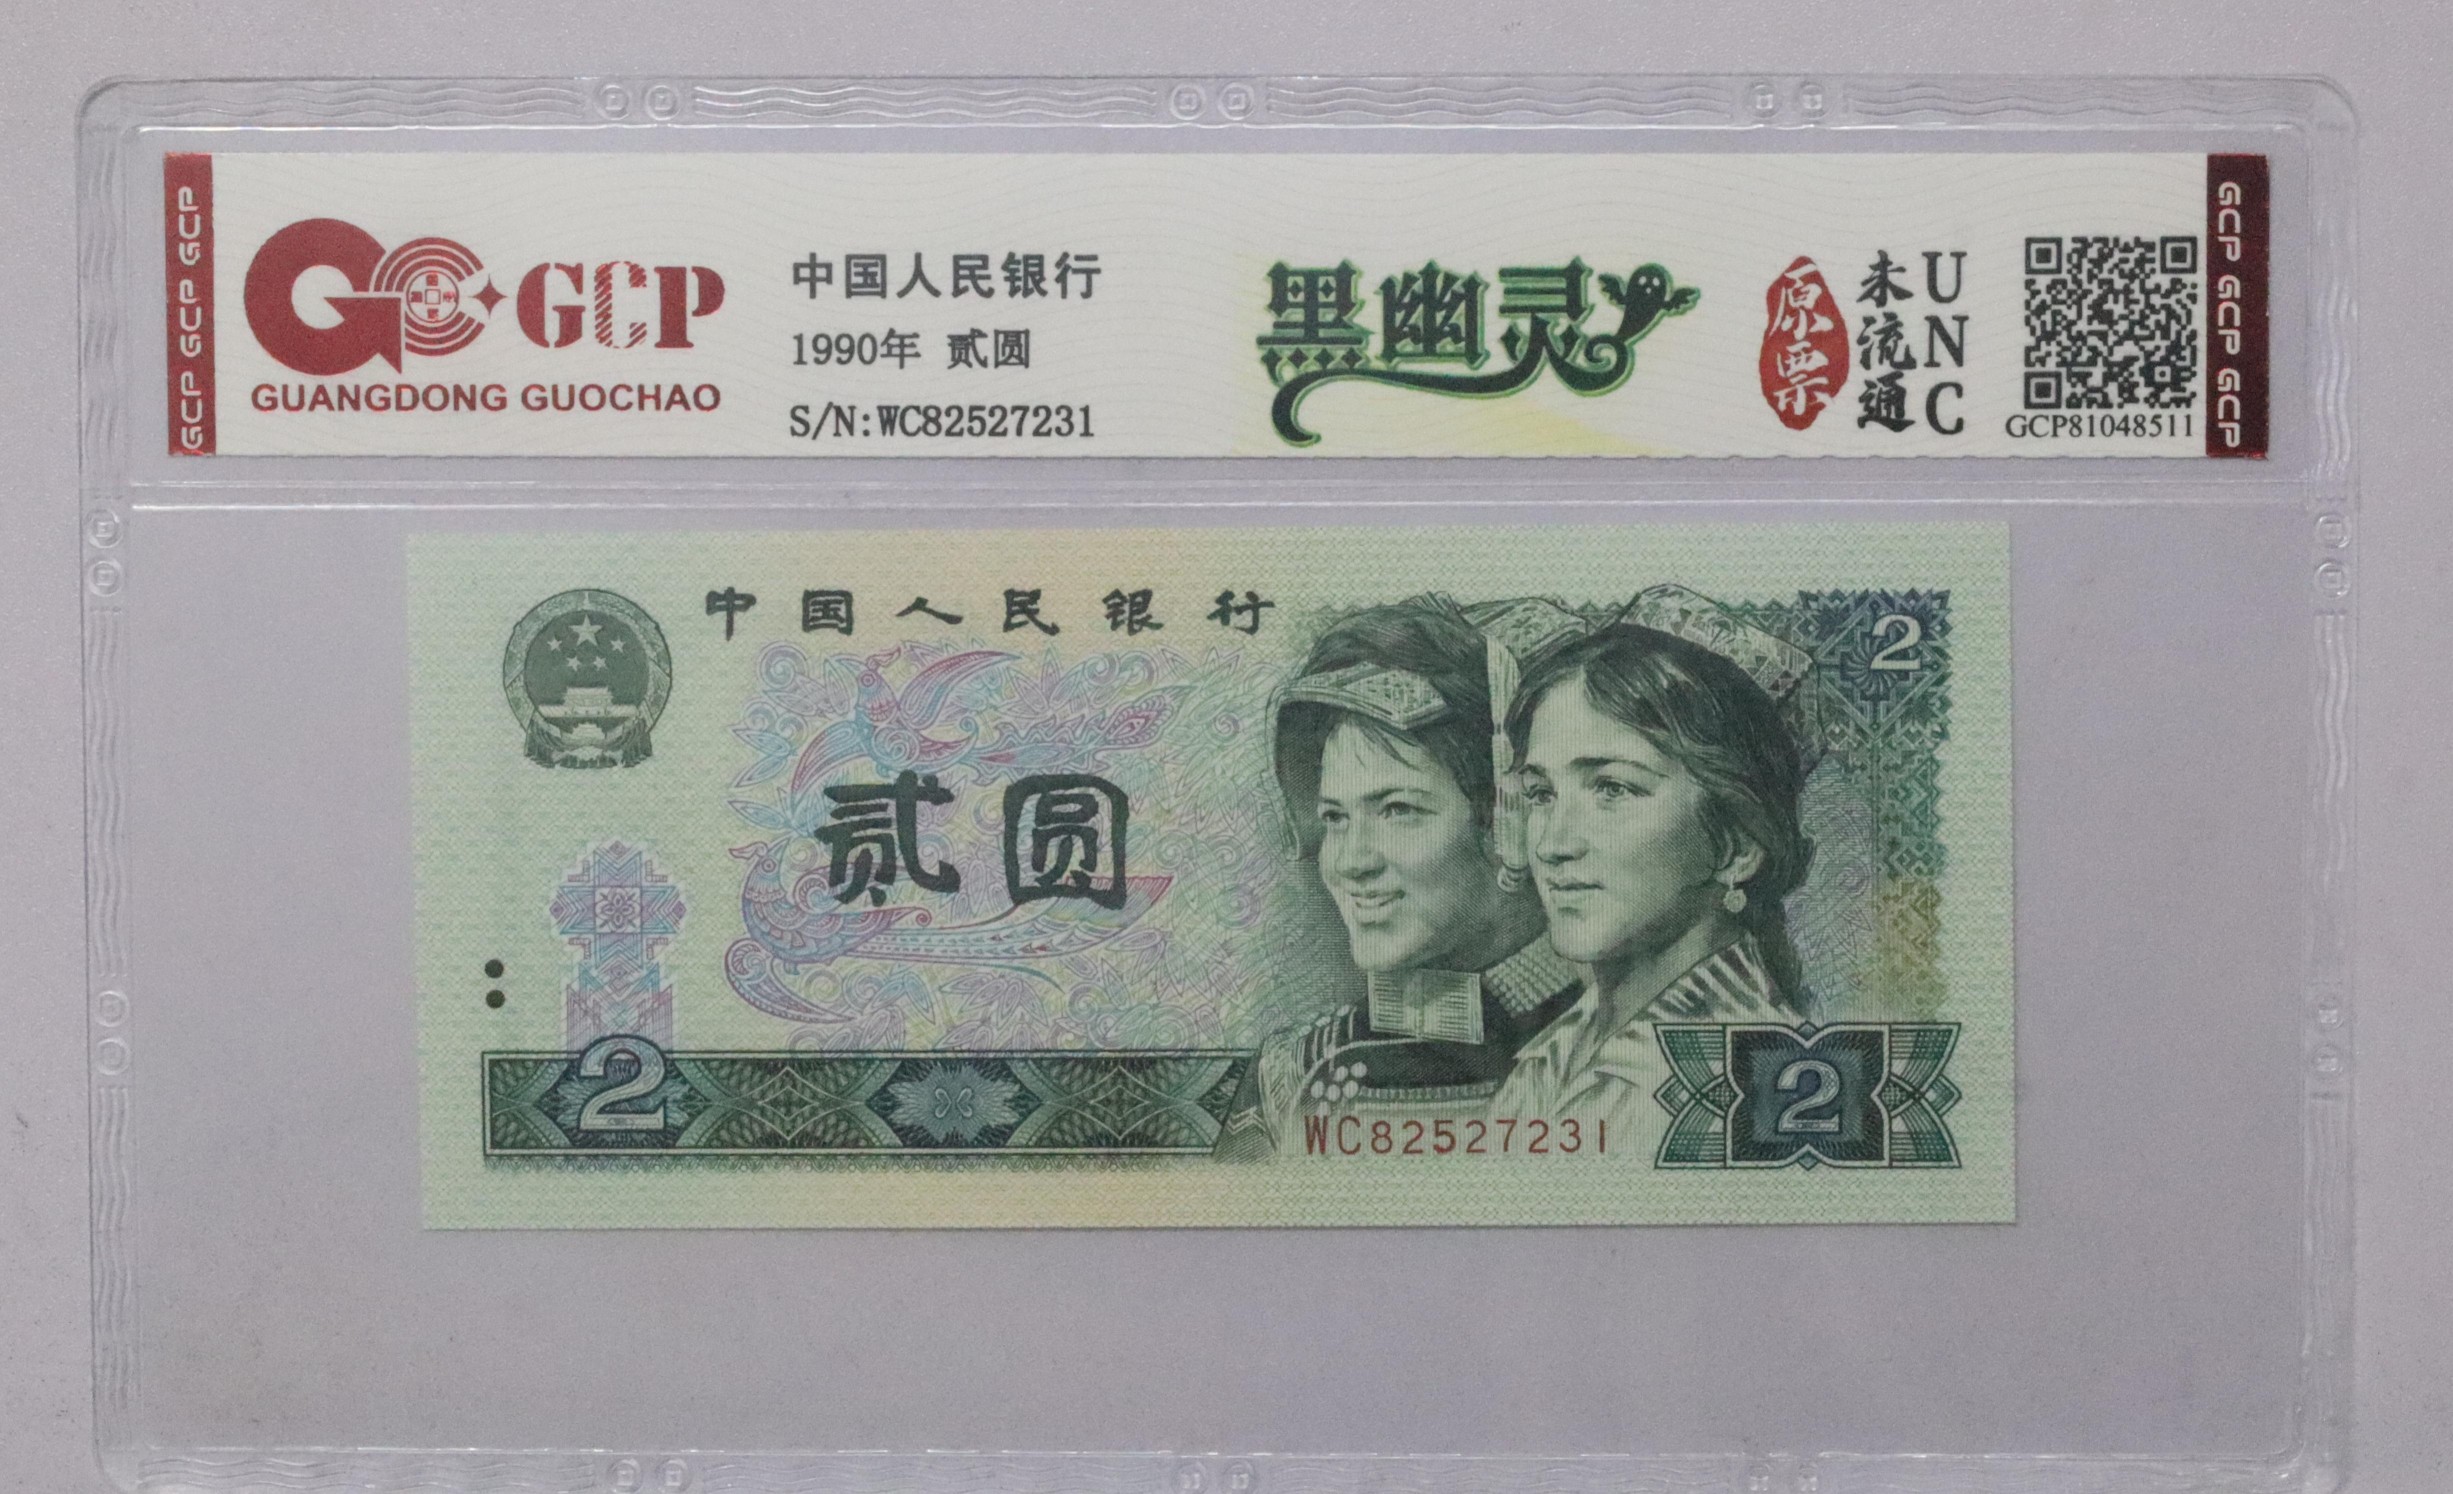 GCP GCP GCP
GCP
GUANGDONG GUOCHAO
中国人民银行
1990年 贰圆
S/N:WC82527231
黑幽灵
原票
未流通
UNC
GCP81048511
GCP GCP GCP
中国人民银行
2
贰圆
2
WC82527231
2